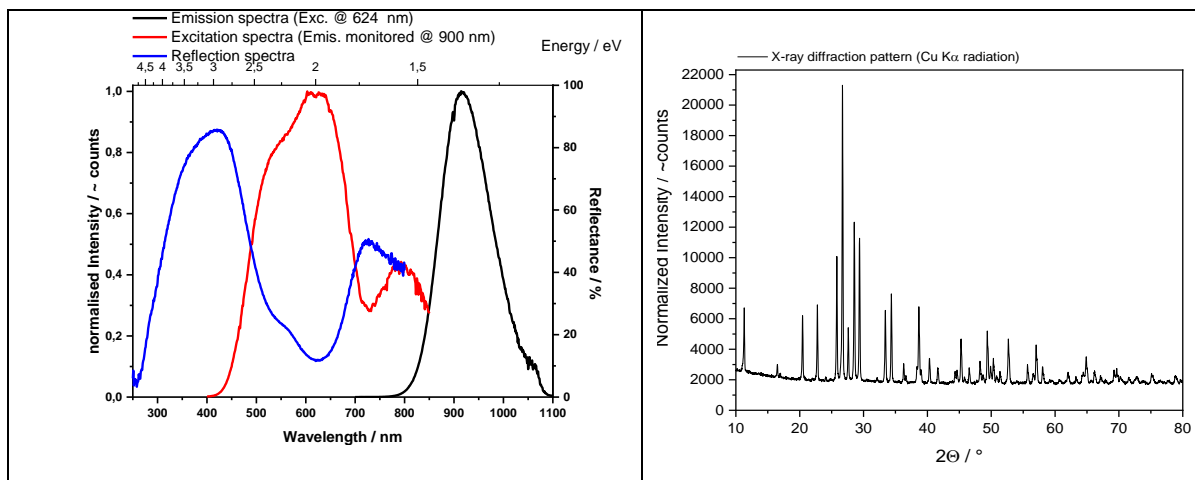 Emission spectra (Exc. @ 624 nm)
Excitation spectra (Emis. monitored @ 900 nm)
Reflection spectra
Energy / eV
4,5 4 3,5 3 2,5 2 1,5
1,0
0,8
0,6
0,4
0,2
0,0
normalised Intensity / ~ counts
100
80
60
40
20
0
Reflectance / %
300 400 500 600 700 800 900 1000 1100
Wavelength / nm
X-ray diffraction pattern (Cu Kα radiation)
22000
20000
18000
16000
14000
12000
10000
8000
6000
4000
2000
0
Normalized Intensity / ~counts
10 20 30 40 50 60 70 80
2Θ / °